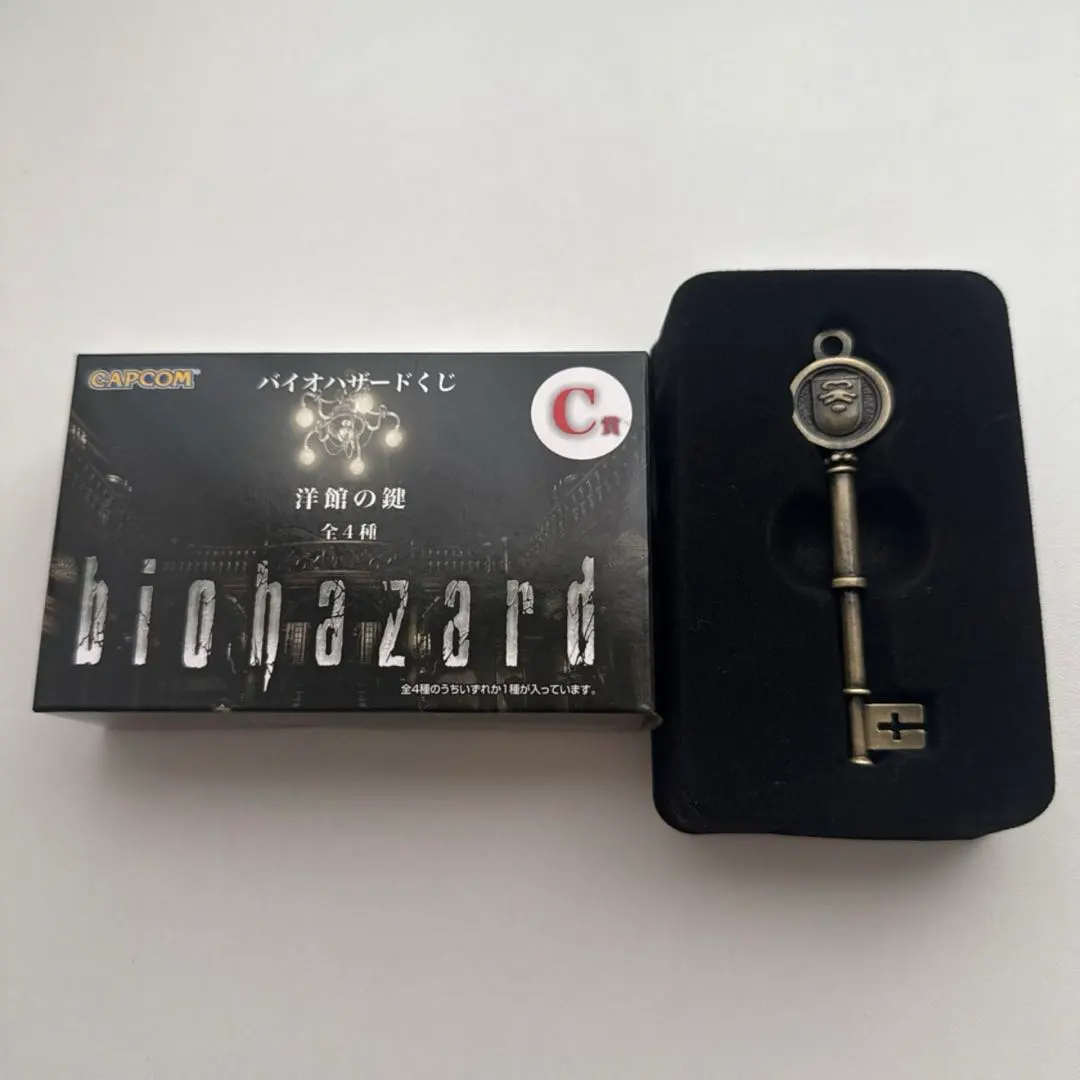 CAPCOM
バイオハザードくじ
C賞
洋館の鍵
全4種
biohazard
全4種のうちいずれか1種が入っています。